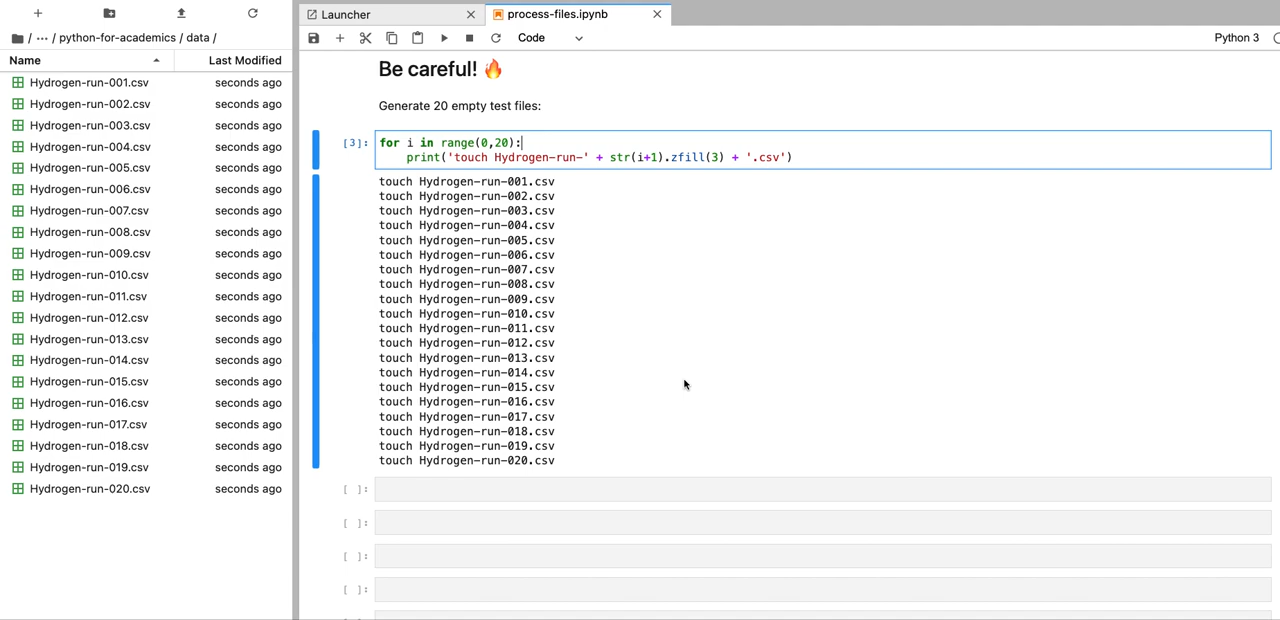 / ··· / python-for-academics / data /
Name Last Modified
Hydrogen-run-001.csv seconds ago
Hydrogen-run-002.csv seconds ago
Hydrogen-run-003.csv seconds ago
Hydrogen-run-004.csv seconds ago
Hydrogen-run-005.csv seconds ago
Hydrogen-run-006.csv seconds ago
Hydrogen-run-007.csv seconds ago
Hydrogen-run-008.csv seconds ago
Hydrogen-run-009.csv seconds ago
Hydrogen-run-010.csv seconds ago
Hydrogen-run-011.csv seconds ago
Hydrogen-run-012.csv seconds ago
Hydrogen-run-013.csv seconds ago
Hydrogen-run-014.csv seconds ago
Hydrogen-run-015.csv seconds ago
Hydrogen-run-016.csv seconds ago
Hydrogen-run-017.csv seconds ago
Hydrogen-run-018.csv seconds ago
Hydrogen-run-019.csv seconds ago
Hydrogen-run-020.csv seconds ago
Launcher process-files.ipynb
Code Python 3
Be careful! 🔥
Generate 20 empty test files:
[3]: for i in range(0,20):
    print('touch Hydrogen-run-' + str(i+1).zfill(3) + '.csv')
touch Hydrogen-run-001.csv
touch Hydrogen-run-002.csv
touch Hydrogen-run-003.csv
touch Hydrogen-run-004.csv
touch Hydrogen-run-005.csv
touch Hydrogen-run-006.csv
touch Hydrogen-run-007.csv
touch Hydrogen-run-008.csv
touch Hydrogen-run-009.csv
touch Hydrogen-run-010.csv
touch Hydrogen-run-011.csv
touch Hydrogen-run-012.csv
touch Hydrogen-run-013.csv
touch Hydrogen-run-014.csv
touch Hydrogen-run-015.csv
touch Hydrogen-run-016.csv
touch Hydrogen-run-017.csv
touch Hydrogen-run-018.csv
touch Hydrogen-run-019.csv
touch Hydrogen-run-020.csv
[ ]:
[ ]:
[ ]:
[ ]: